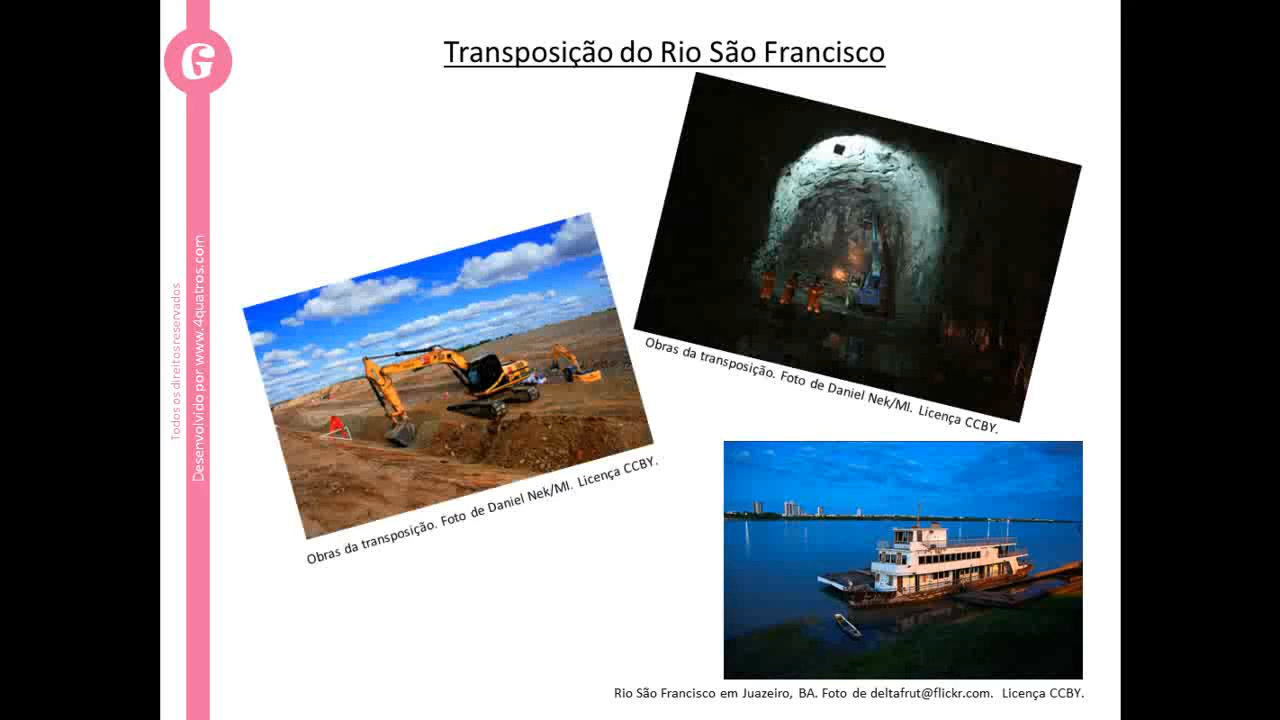 G
Transposição do Rio São Francisco
Obras da transposição. Foto de Daniel Nek/MI. Licença CCBY.
Obras da transposição. Foto de Daniel Nek/MI. Licença CCBY.
Rio São Francisco em Juazeiro, BA. Foto de deltafrut@flickr.com. Licença CCBY.
Todos os direitos reservados
Desenvolvido por www.4quatros.com